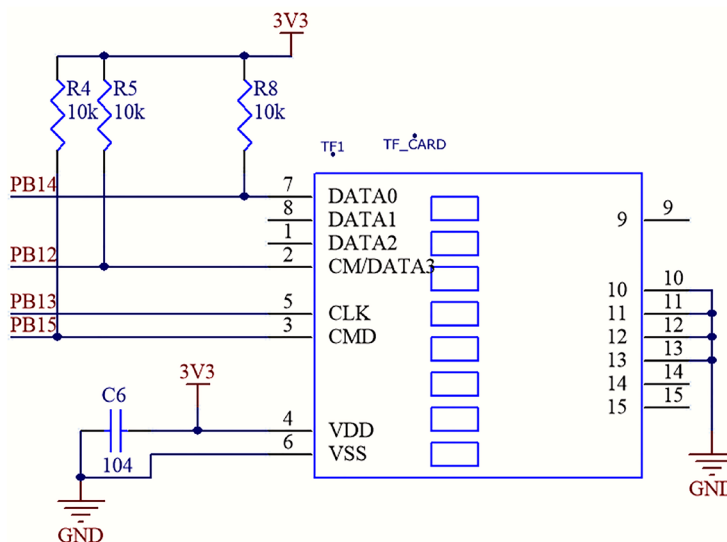 3V3
R4 R5 R8
10k 10k 10k
TF1 TF_CARD
PB14 7 DATA0
8 DATA1 9 9
1 DATA2
PB12 2 CM/DATA3
10 10
PB13 5 CLK 11 11
PB15 3 CMD 12 12
13 13
3V3 14 14
C6 15 15
4 VDD
104 6 VSS
GND GND